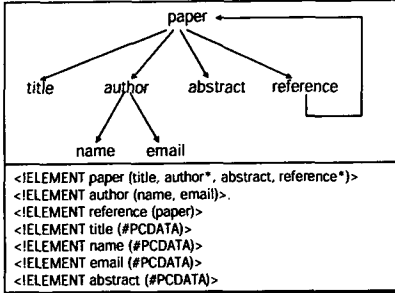 paper
title author abstract reference
name email
<!ELEMENT paper (title, author*, abstract, reference*)>
<!ELEMENT author (name, email)>.
<!ELEMENT reference (paper)>
<!ELEMENT title (#PCDATA)>
<!ELEMENT name (#PCDATA)>
<!ELEMENT email (#PCDATA)>
<!ELEMENT abstract (#PCDATA)>